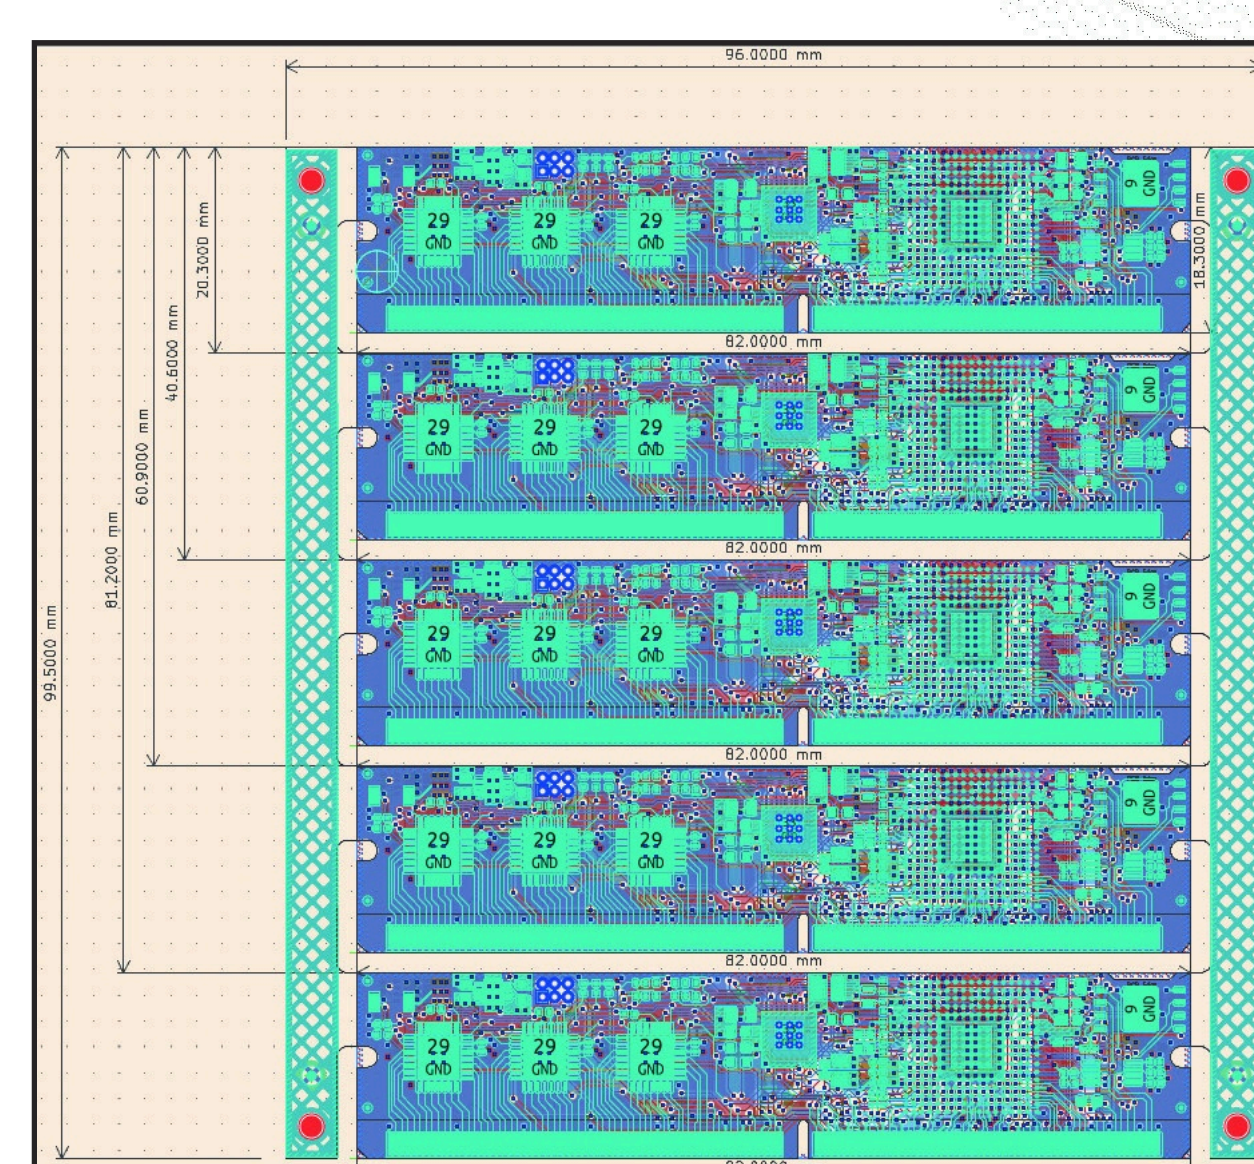 96.0000 mm
99.5000 mm
81.2000 mm
60.9000 mm
40.6000 mm
20.3000 mm
18.3000 mm
29 29 29 9
GND GND GND GND
82.0000 mm
29 29 29 9
GND GND GND GND
82.0000 mm
29 29 29 9
GND GND GND GND
82.0000 mm
29 29 29 9
GND GND GND GND
82.0000 mm
29 29 29 9
GND GND GND GND